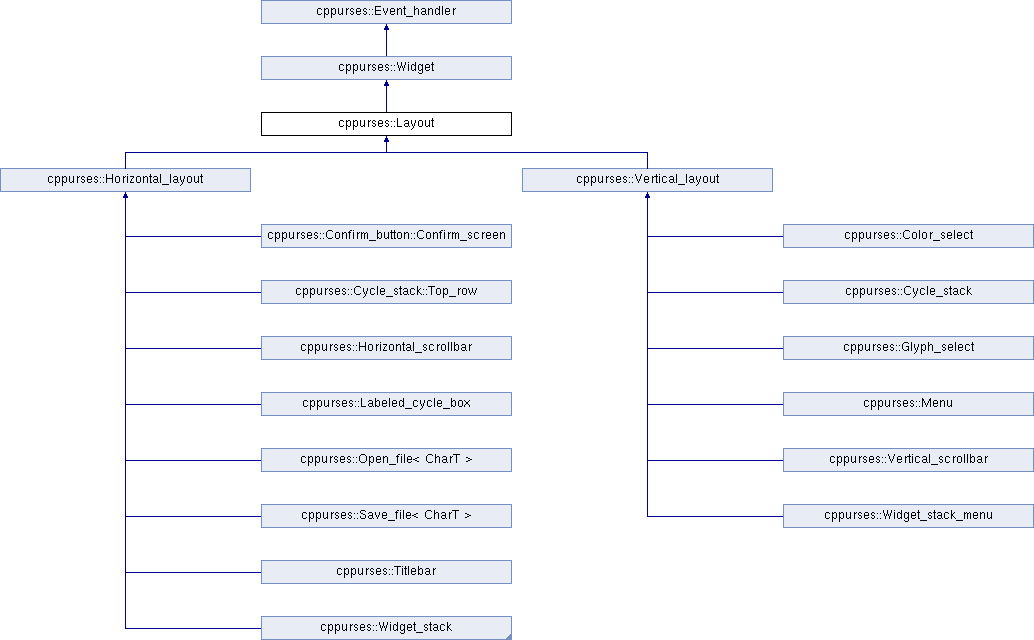 cppurses::Event_handler
cppurses::Widget
cppurses::Layout
cppurses::Horizontal_layout
cppurses::Vertical_layout
cppurses::Confirm_button::Confirm_screen
cppurses::Color_select
cppurses::Cycle_stack::Top_row
cppurses::Cycle_stack
cppurses::Horizontal_scrollbar
cppurses::Glyph_select
cppurses::Labeled_cycle_box
cppurses::Menu
cppurses::Open_file< CharT >
cppurses::Vertical_scrollbar
cppurses::Save_file< CharT >
cppurses::Widget_stack_menu
cppurses::Titlebar
cppurses::Widget_stack